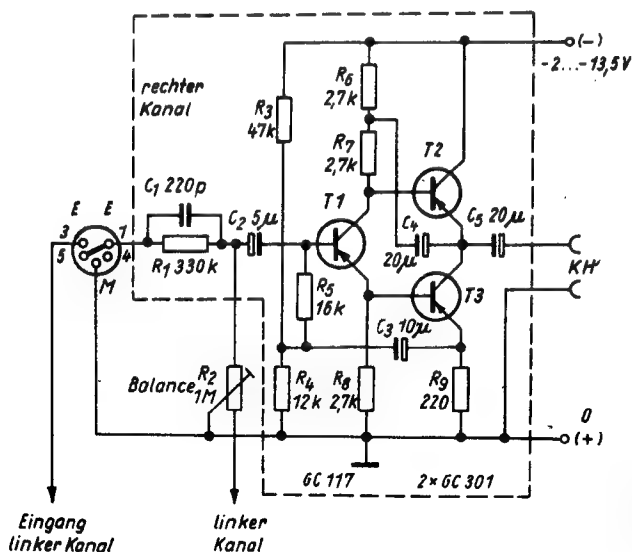 (-)
-2...-13,5V
rechter
Kanal
R6
2,7k
R3
47k
R7
2,7k
T2
C1 220p
T1
E E
C2 5µ
C5 20µ
3
1
5
4
C4
20µ
KH
R1 330k
M
R5
16k
T3
C3 10µ
Balance
R2
1M
R4
12k
R8
2,7k
R9
220
0
(+)
GC 117
2×GC 301
Eingang
linker Kanal
linker
Kanal